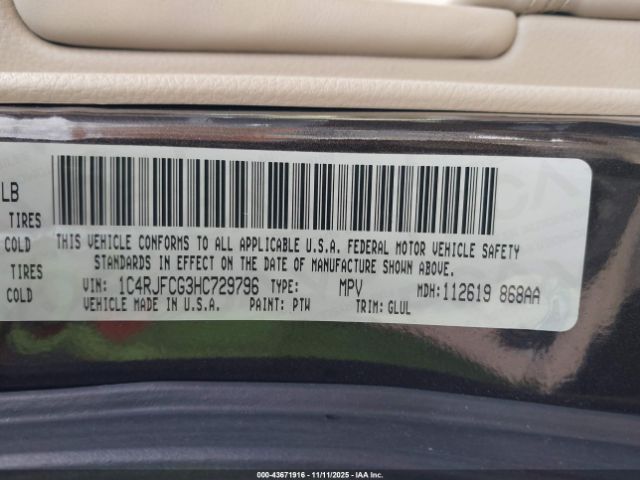 LB
TIRES
COLD
TIRES
COLD
THIS VEHICLE CONFORMS TO ALL APPLICABLE U.S.A. FEDERAL MOTOR VEHICLE SAFETY
STANDARDS IN EFFECT ON THE DATE OF MANUFACTURE SHOWN ABOVE.
VIN: 1C4RJFCG3HC729796 TYPE: MPV MDH:112619 868AA
VEHICLE MADE IN U.S.A. PAINT: PTW TRIM: GLUL
000-43671916 - 11/11/2025 - IAA Inc.